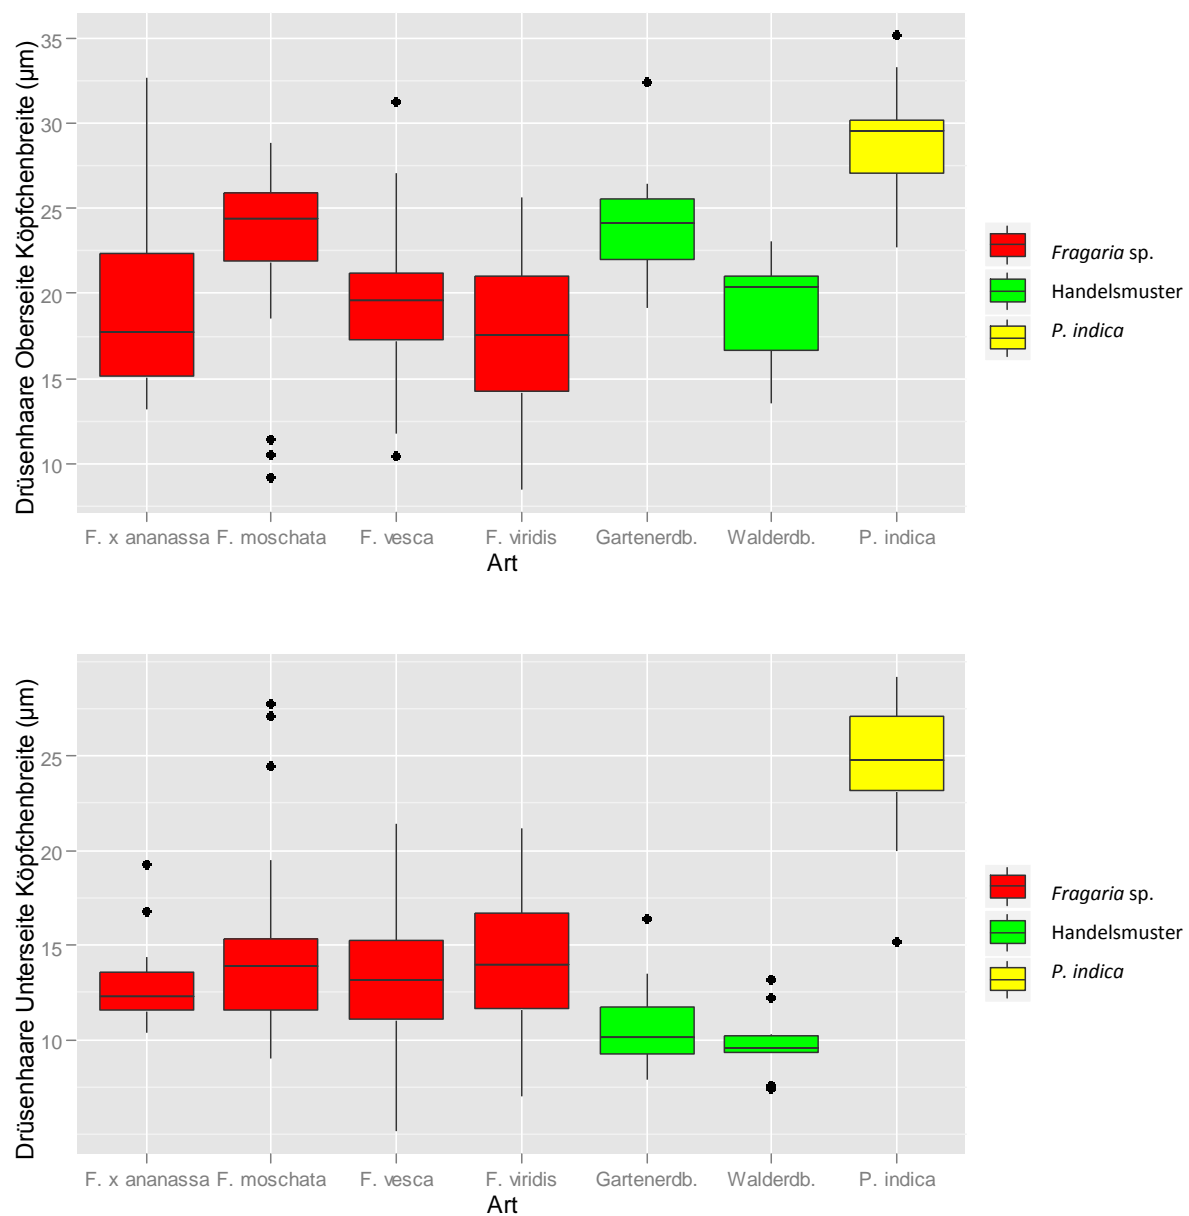 Drüsenhaare Oberseite Köpfchenbreite (µm)
35
30
25
20
15
10
F. x ananassa F. moschata F. vesca F. viridis Gartenerdb. Walderdb. P. indica
Art
Fragaria sp.
Handelsmuster
P. indica
Drüsenhaare Unterseite Köpfchenbreite (µm)
25
20
15
10
F. x ananassa F. moschata F. vesca F. viridis Gartenerdb. Walderdb. P. indica
Art
Fragaria sp.
Handelsmuster
P. indica